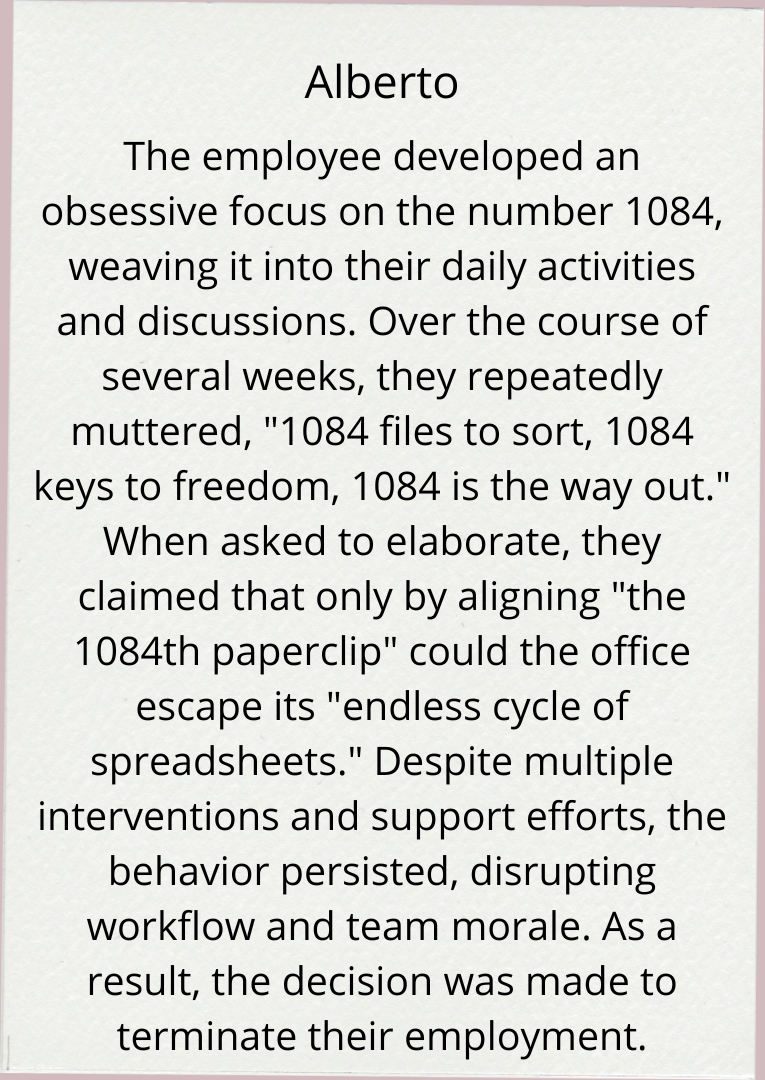 Alberto
The employee developed an
obsessive focus on the number 1084,
weaving it into their daily activities
and discussions. Over the course of
several weeks, they repeatedly
muttered, "1084 files to sort, 1084
keys to freedom, 1084 is the way out."
When asked to elaborate, they
claimed that only by aligning "the
1084th paperclip" could the office
escape its "endless cycle of
spreadsheets." Despite multiple
interventions and support efforts, the
behavior persisted, disrupting
workflow and team morale. As a
result, the decision was made to
terminate their employment.